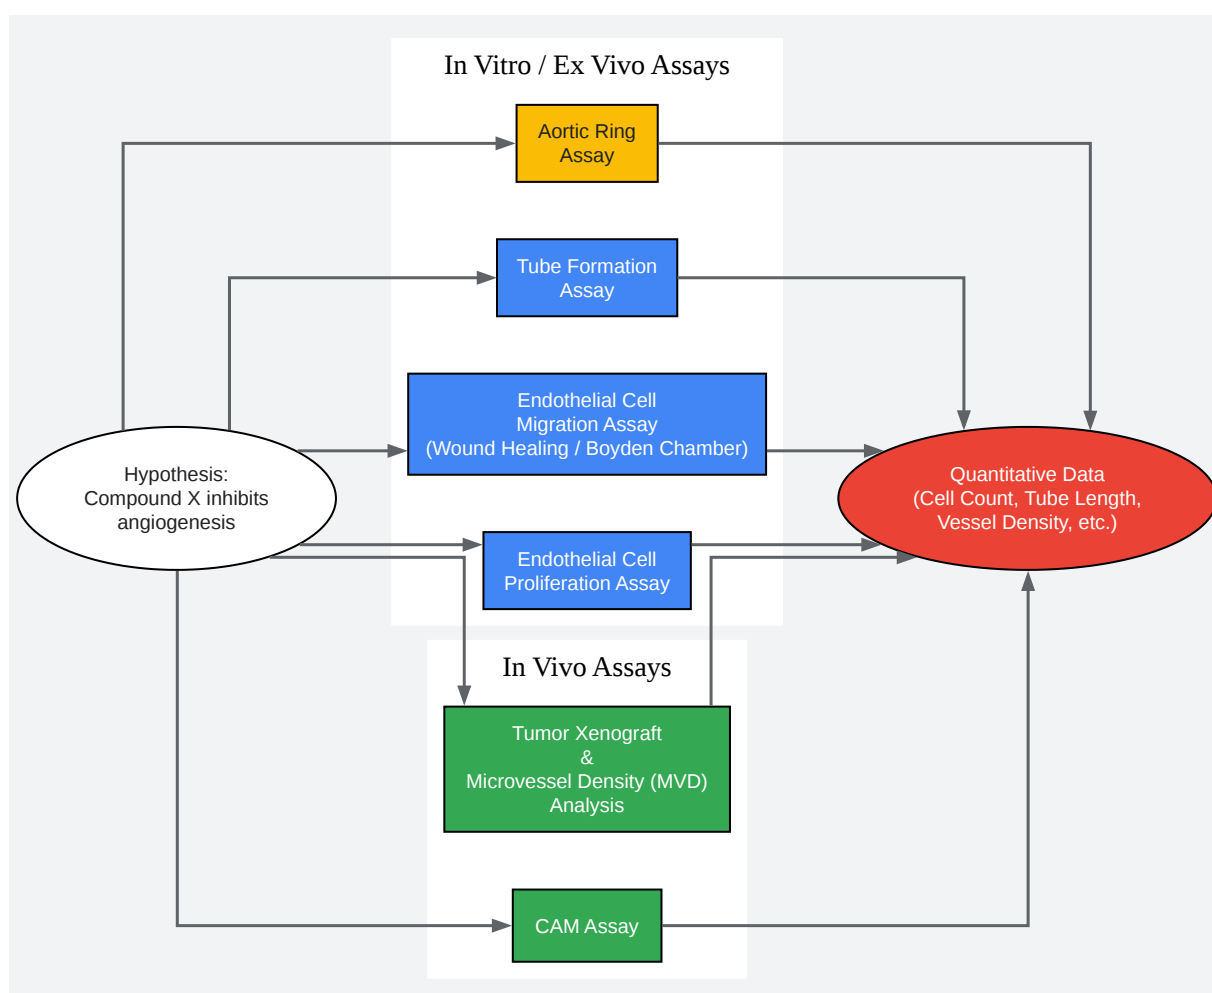 In Vitro / Ex Vivo Assays
Aortic Ring
Assay
Tube Formation
Assay
Endothelial Cell
Migration Assay
(Wound Healing / Boyden Chamber)
Hypothesis:
Compound X inhibits
angiogenesis
Quantitative Data
(Cell Count, Tube Length,
Vessel Density, etc.)
Endothelial Cell
Proliferation Assay
In Vivo Assays
Tumor Xenograft
&
Microvessel Density (MVD)
Analysis
CAM Assay